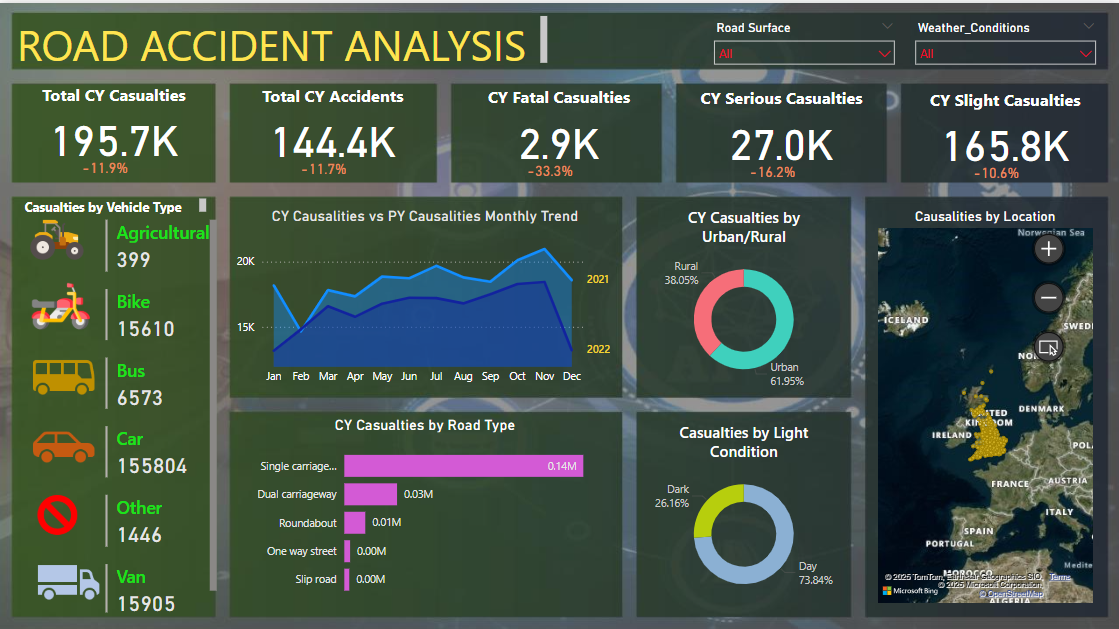 ROAD ACCIDENT ANALYSIS
Road Surface
All
Weather_Conditions
All
Total CY Casualties
195.7K
-11.9%
Total CY Accidents
144.4K
-11.7%
CY Fatal Casualties
2.9K
-33.3%
CY Serious Casualties
27.0K
-16.2%
CY Slight Casualties
165.8K
-10.6%
Casualties by Vehicle Type
Agricultural
399
Bike
15610
Bus
6573
Car
155804
Other
1446
Van
15905
CY Causalities vs PY Causalities Monthly Trend
20K
15K
2021
2022
Jan Feb Mar Apr May Jun Jul Aug Sep Oct Nov Dec
CY Casualties by Road Type
Single carriage... 0.14M
Dual carriageway 0.03M
Roundabout 0.01M
One way street 0.00M
Slip road 0.00M
CY Casualties by
Urban/Rural
Rural
38.05%
Urban
61.95%
Casualties by Light
Condition
Dark
26.16%
Day
73.84%
Causalities by Location
Norwegian Sea
ICELAND
SWED
NO
UNITED
KINGDOM
DENMARK
IRELAND
POL
FRANCE
AUSTRIA
ITALY
SPAIN
PORTUGAL
Medite
MOROCCO
ALGERIA
© 2025 TomTom, Earthstar Geographics SIO, Terms
© 2025 Microsoft Corporation,
© OpenStreetMap
Microsoft Bing